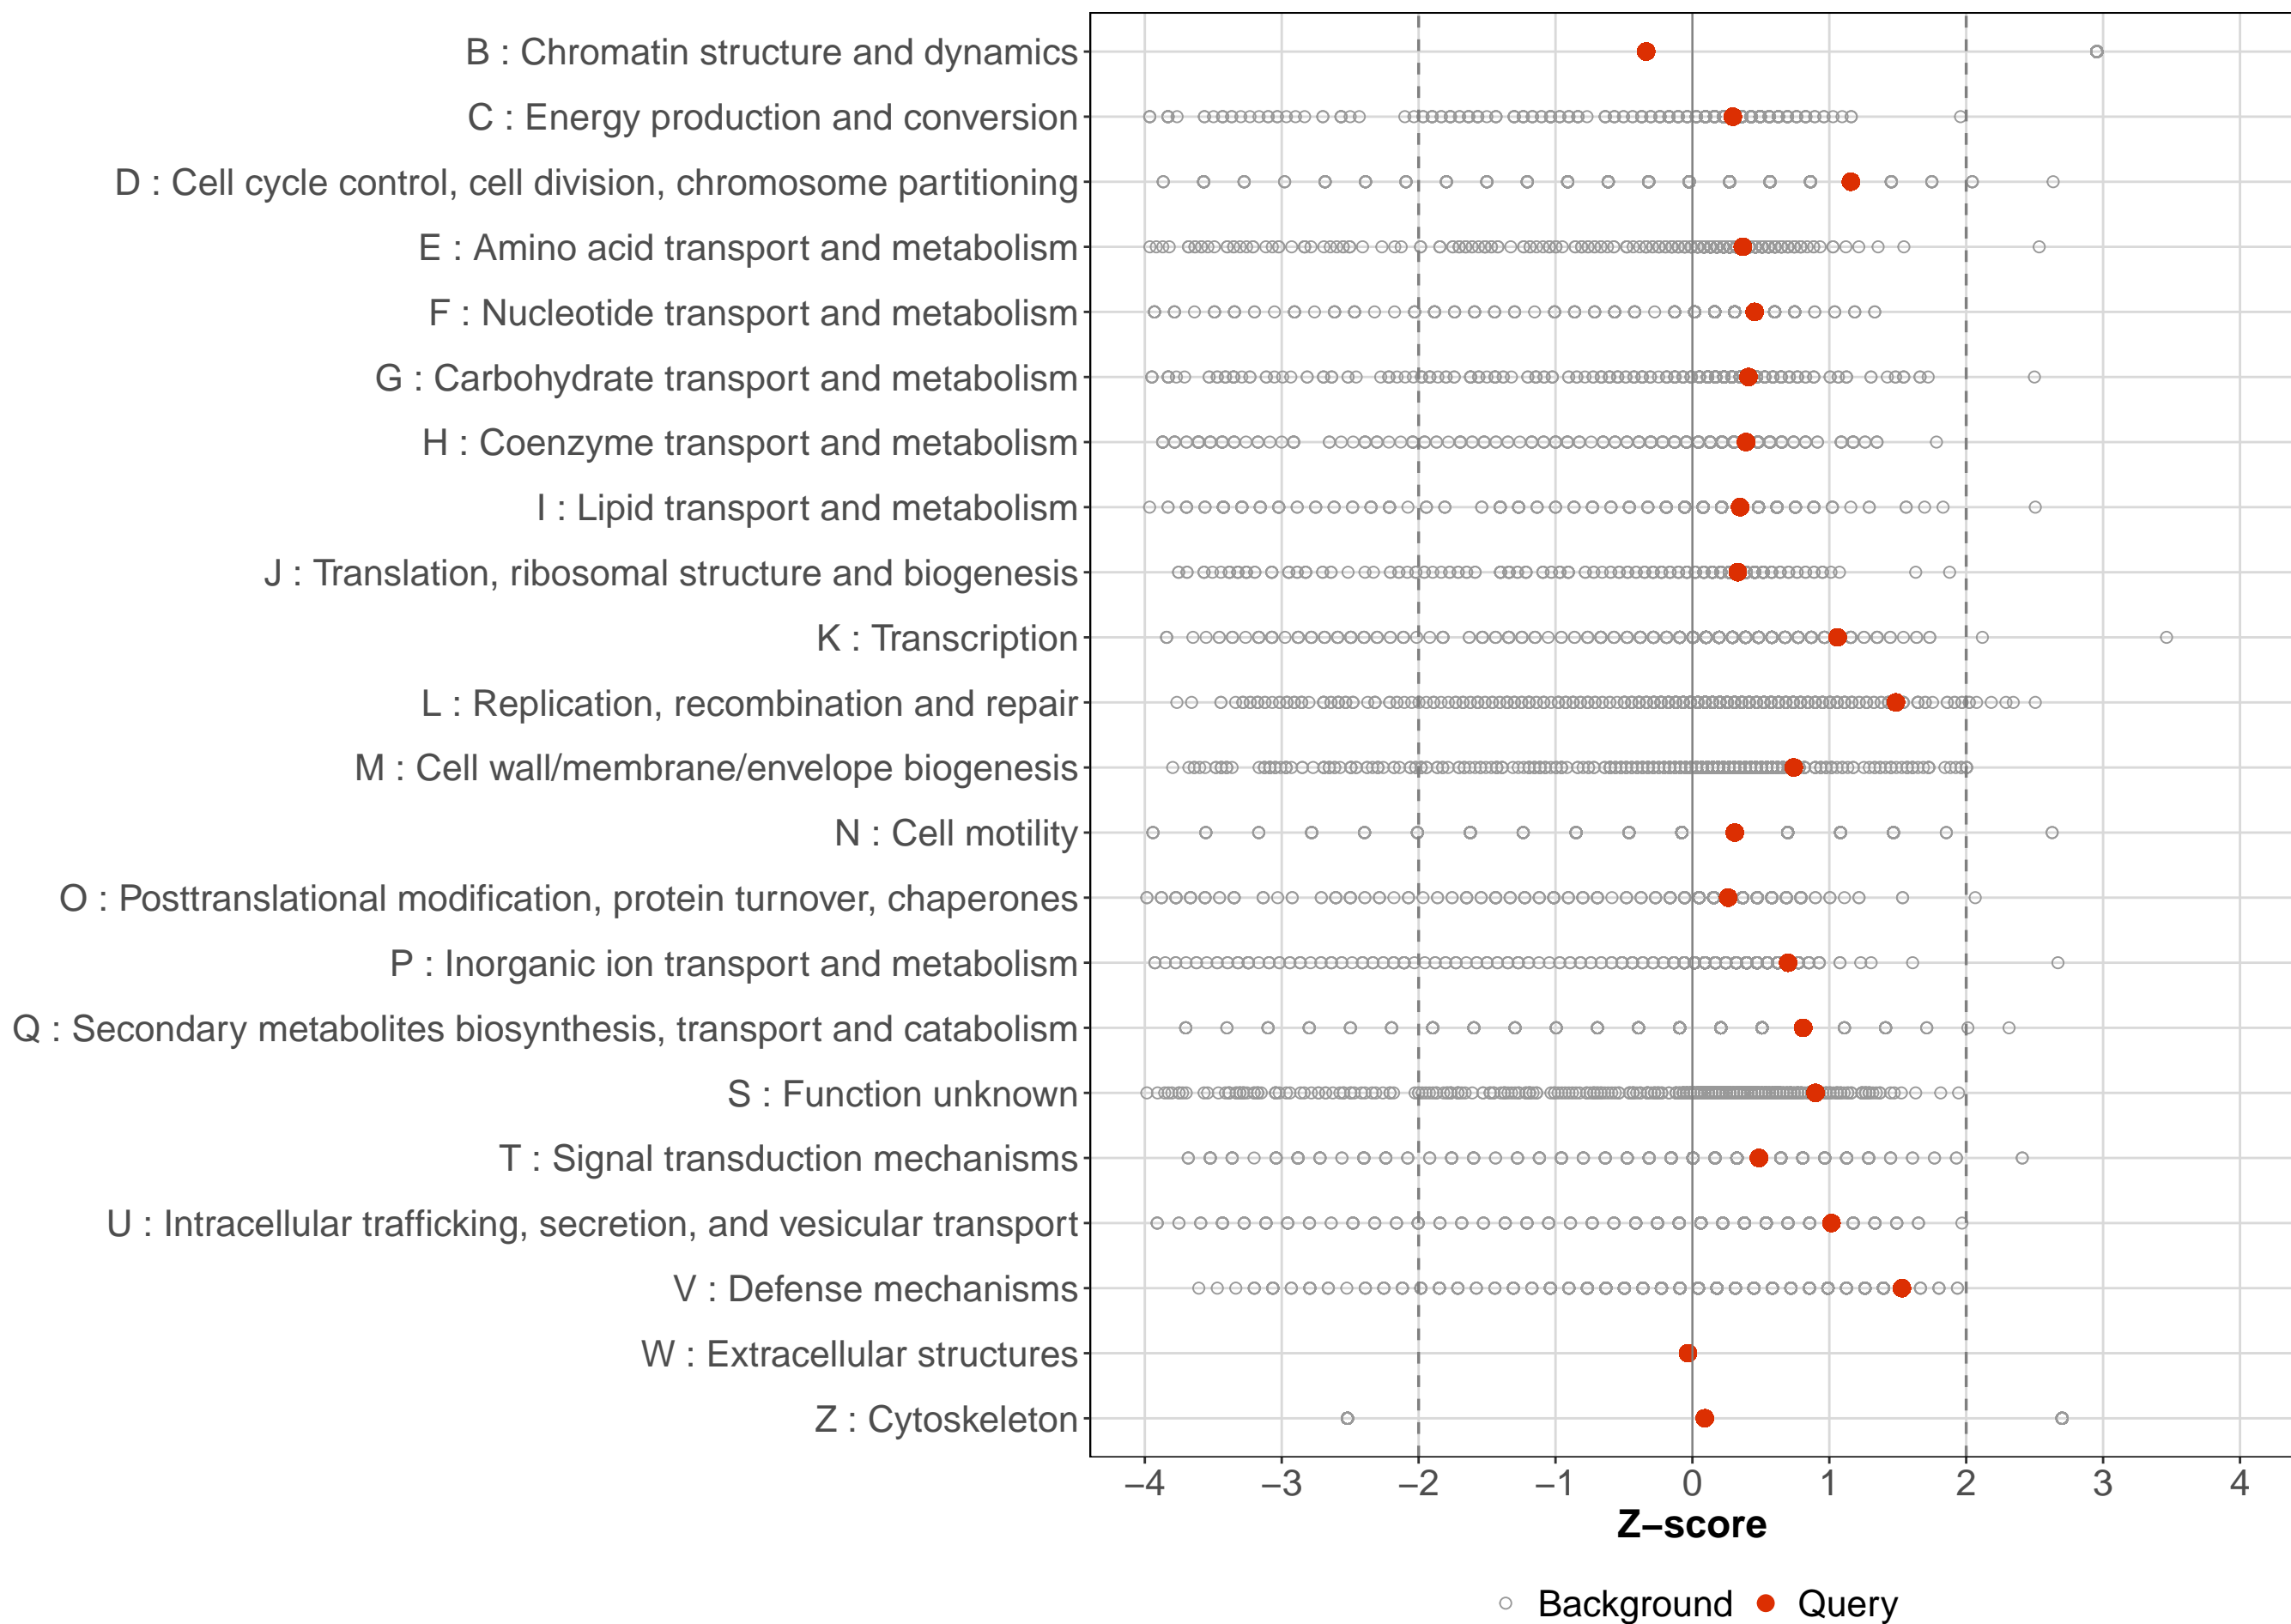 B : Chromatin structure and dynamics
C : Energy production and conversion
D : Cell cycle control, cell division, chromosome partitioning
E : Amino acid transport and metabolism
F : Nucleotide transport and metabolism
G : Carbohydrate transport and metabolism
H : Coenzyme transport and metabolism
I : Lipid transport and metabolism
J : Translation, ribosomal structure and biogenesis
K : Transcription
L : Replication, recombination and repair
M : Cell wall/membrane/envelope biogenesis
N : Cell motility
O : Posttranslational modification, protein turnover, chaperones
P : Inorganic ion transport and metabolism
Q : Secondary metabolites biosynthesis, transport and catabolism
S : Function unknown
T : Signal transduction mechanisms
U : Intracellular trafficking, secretion, and vesicular transport
V : Defense mechanisms
W : Extracellular structures
Z : Cytoskeleton
−4 −3 −2 −1 0 1 2 3 4
Z−score
Background Query